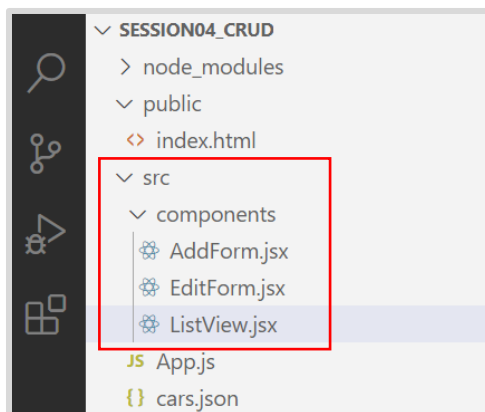 SESSION04_CRUD
node_modules
public
<> index.html
src
components
AddForm.jsx
EditForm.jsx
ListView.jsx
JS App.js
{} cars.json